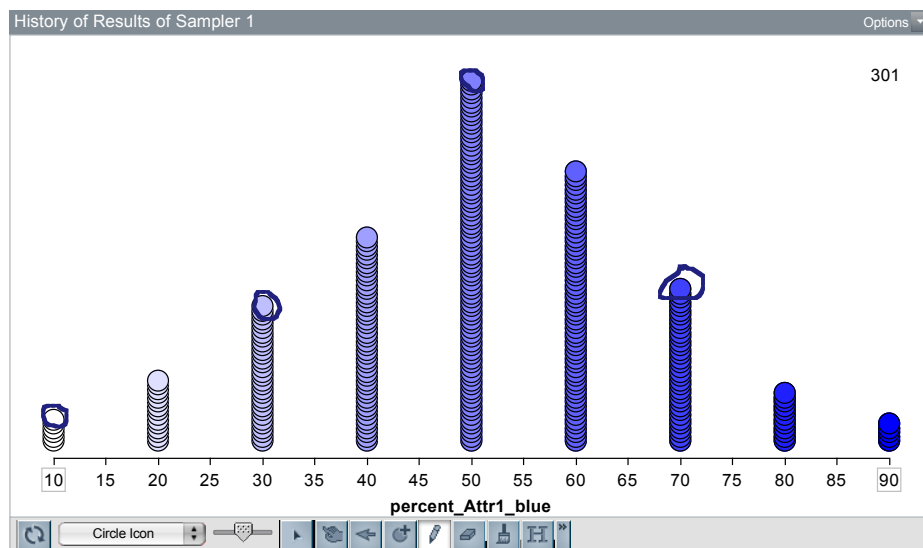 History of Results of Sampler 1
Options
301
10 15 20 25 30 35 40 45 50 55 60 65 70 75 80 85 90
percent_Attr1_blue
Circle Icon